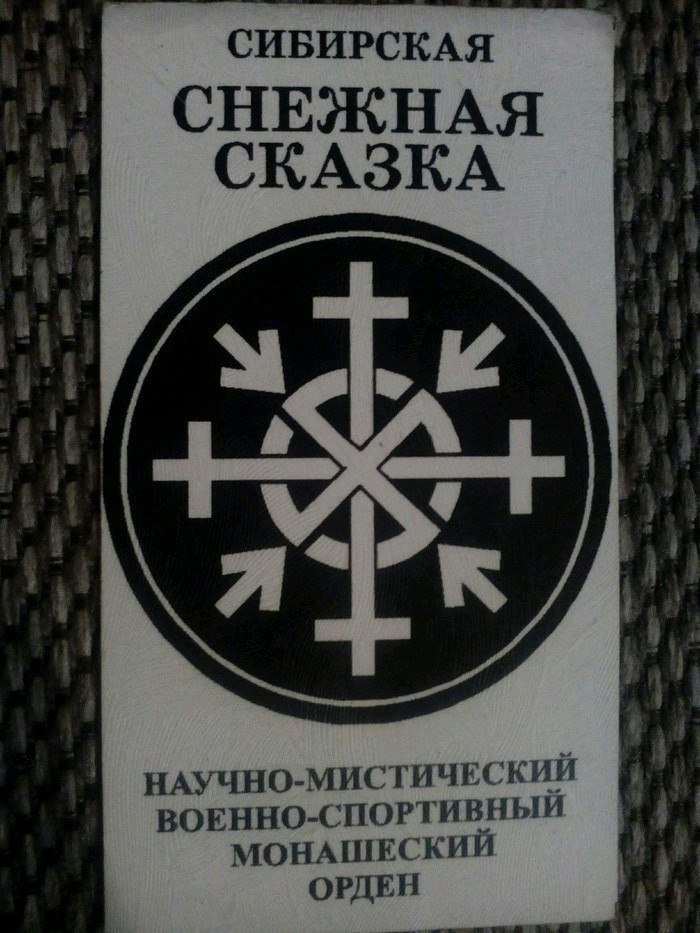 СИБИРСКАЯ
СНЕЖНАЯ
СКАЗКА
НАУЧНО-МИСТИЧЕСКИЙ
ВОЕННО-СПОРТИВНЫЙ
МОНАШЕСКИЙ
ОРДЕН